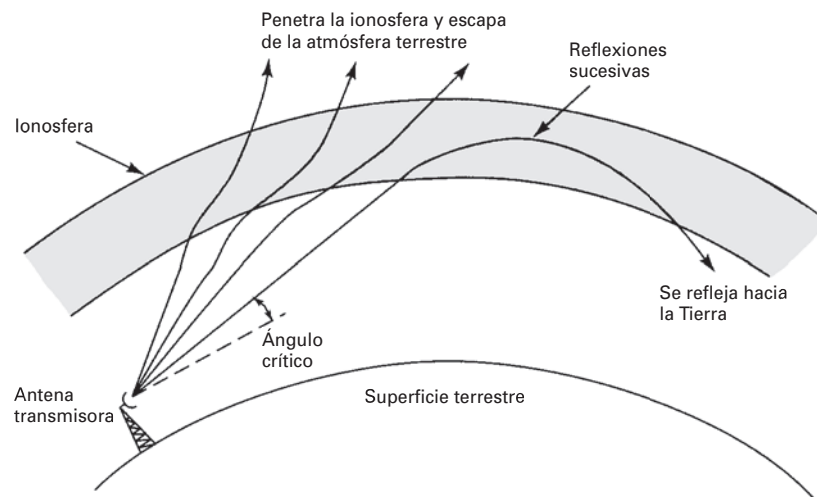 Penetra la ionosfera y escapa
de la atmósfera terrestre
Reflexiones
sucesivas
Ionosfera
Se refleja hacia
la Tierra
Ángulo
crítico
Antena
transmisora
Superficie terrestre